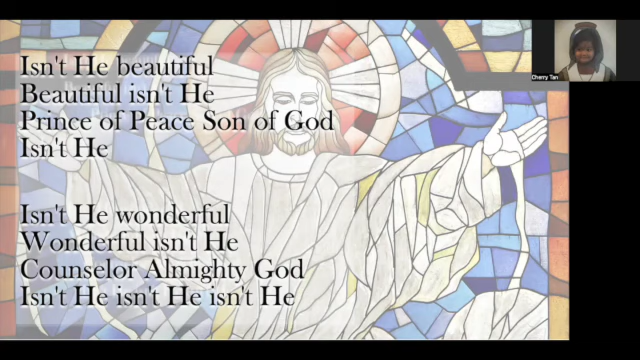 Isn't He beautiful
Beautiful isn't He
Prince of Peace Son of God
Isn't He
Isn't He wonderful
Wonderful isn't He
Counselor Almighty God
Isn't He isn't He isn't He
Cherry Tan